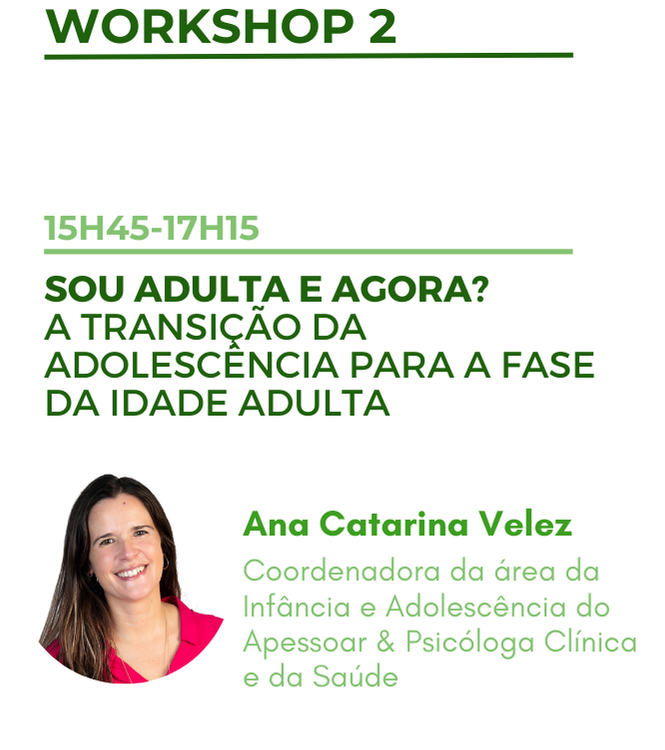 WORKSHOP 2
15H45-17H15
SOU ADULTA E AGORA?
A TRANSIÇÃO DA
ADOLESCÊNCIA PARA A FASE
DA IDADE ADULTA
Ana Catarina Velez
Coordenadora da área da
Infância e Adolescência do
Apessoar & Psicóloga Clínica
e da Saúde